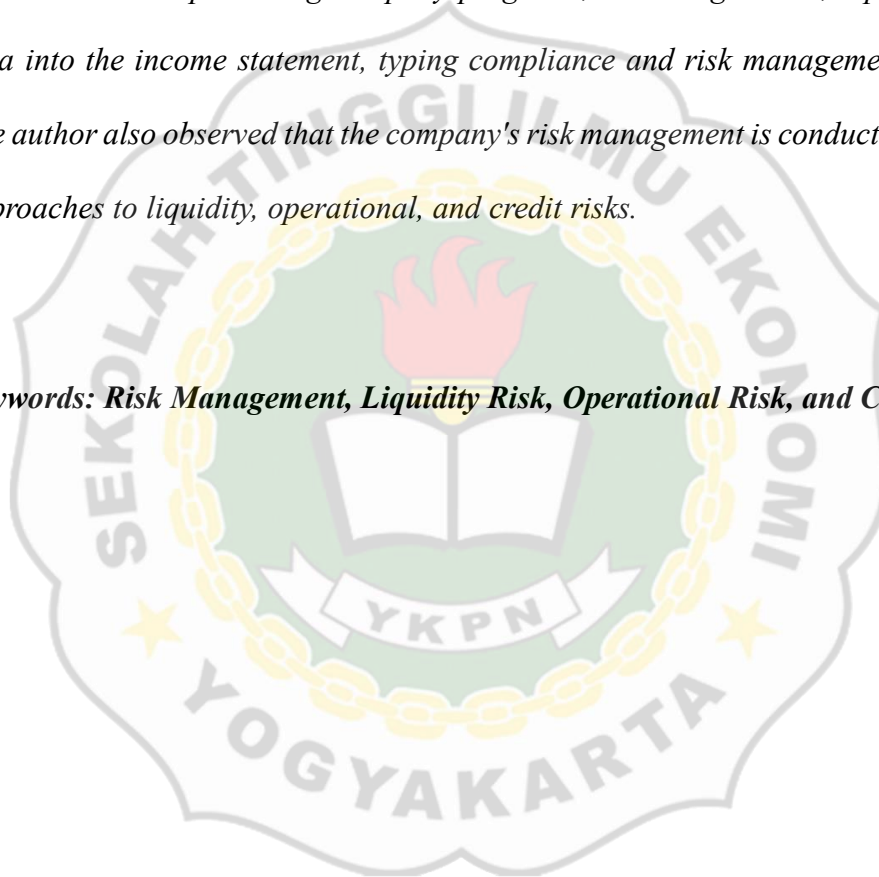 a into the income statement, typing compliance and risk manageme
e author also observed that the company's risk management is conduct
proaches to liquidity, operational, and credit risks.
ywords: Risk Management, Liquidity Risk, Operational Risk, and C
SEKOLAH TINGGI ILMU EKONOMI
YKPN
YOGYAKARTA